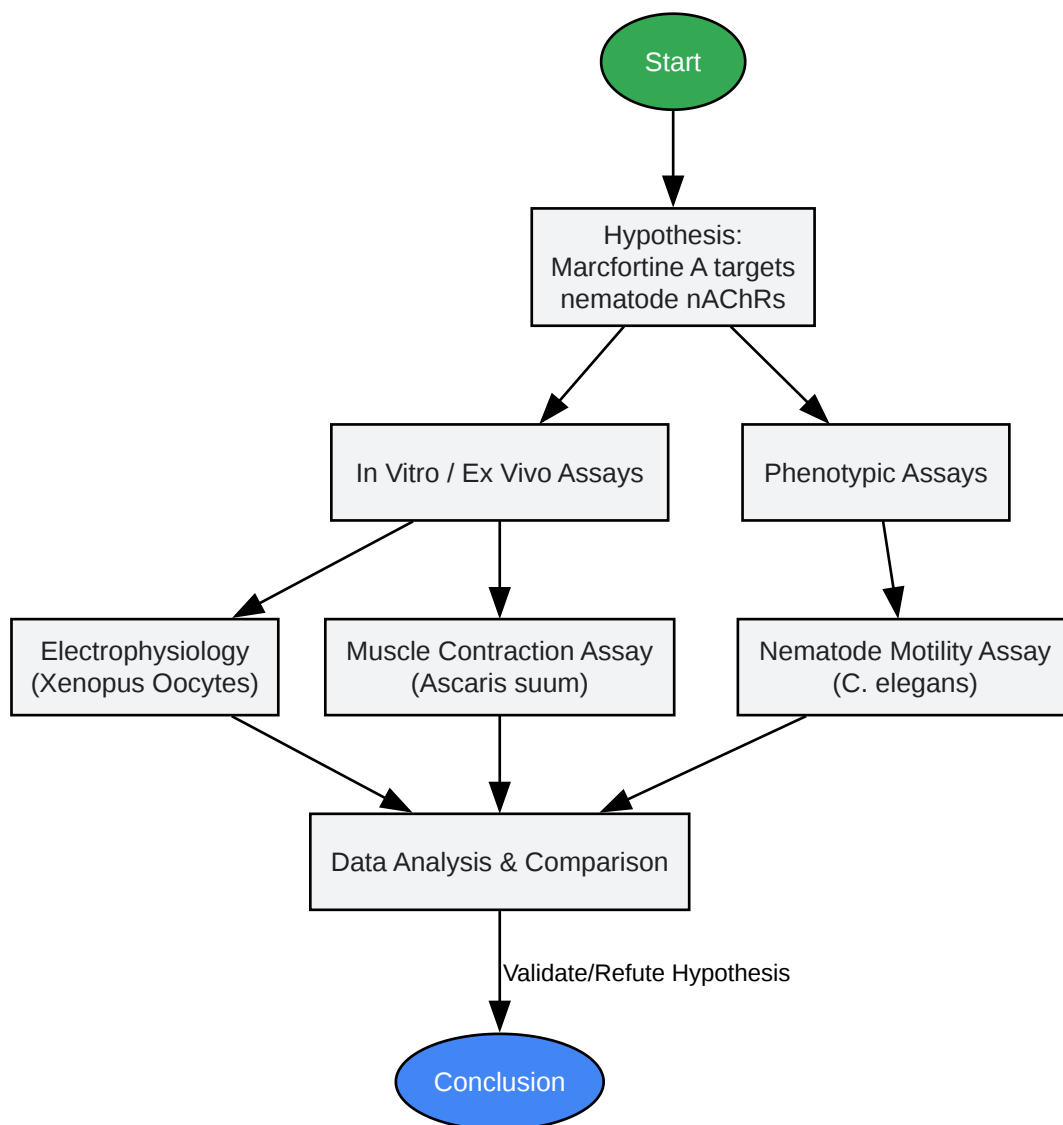 Start
Hypothesis:
Marcfortine A targets
nematode nAChRs
In Vitro / Ex Vivo Assays
Phenotypic Assays
Electrophysiology
(Xenopus Oocytes)
Muscle Contraction Assay
(Ascaris suum)
Nematode Motility Assay
(C. elegans)
Data Analysis & Comparison
Validate/Refute Hypothesis
Conclusion